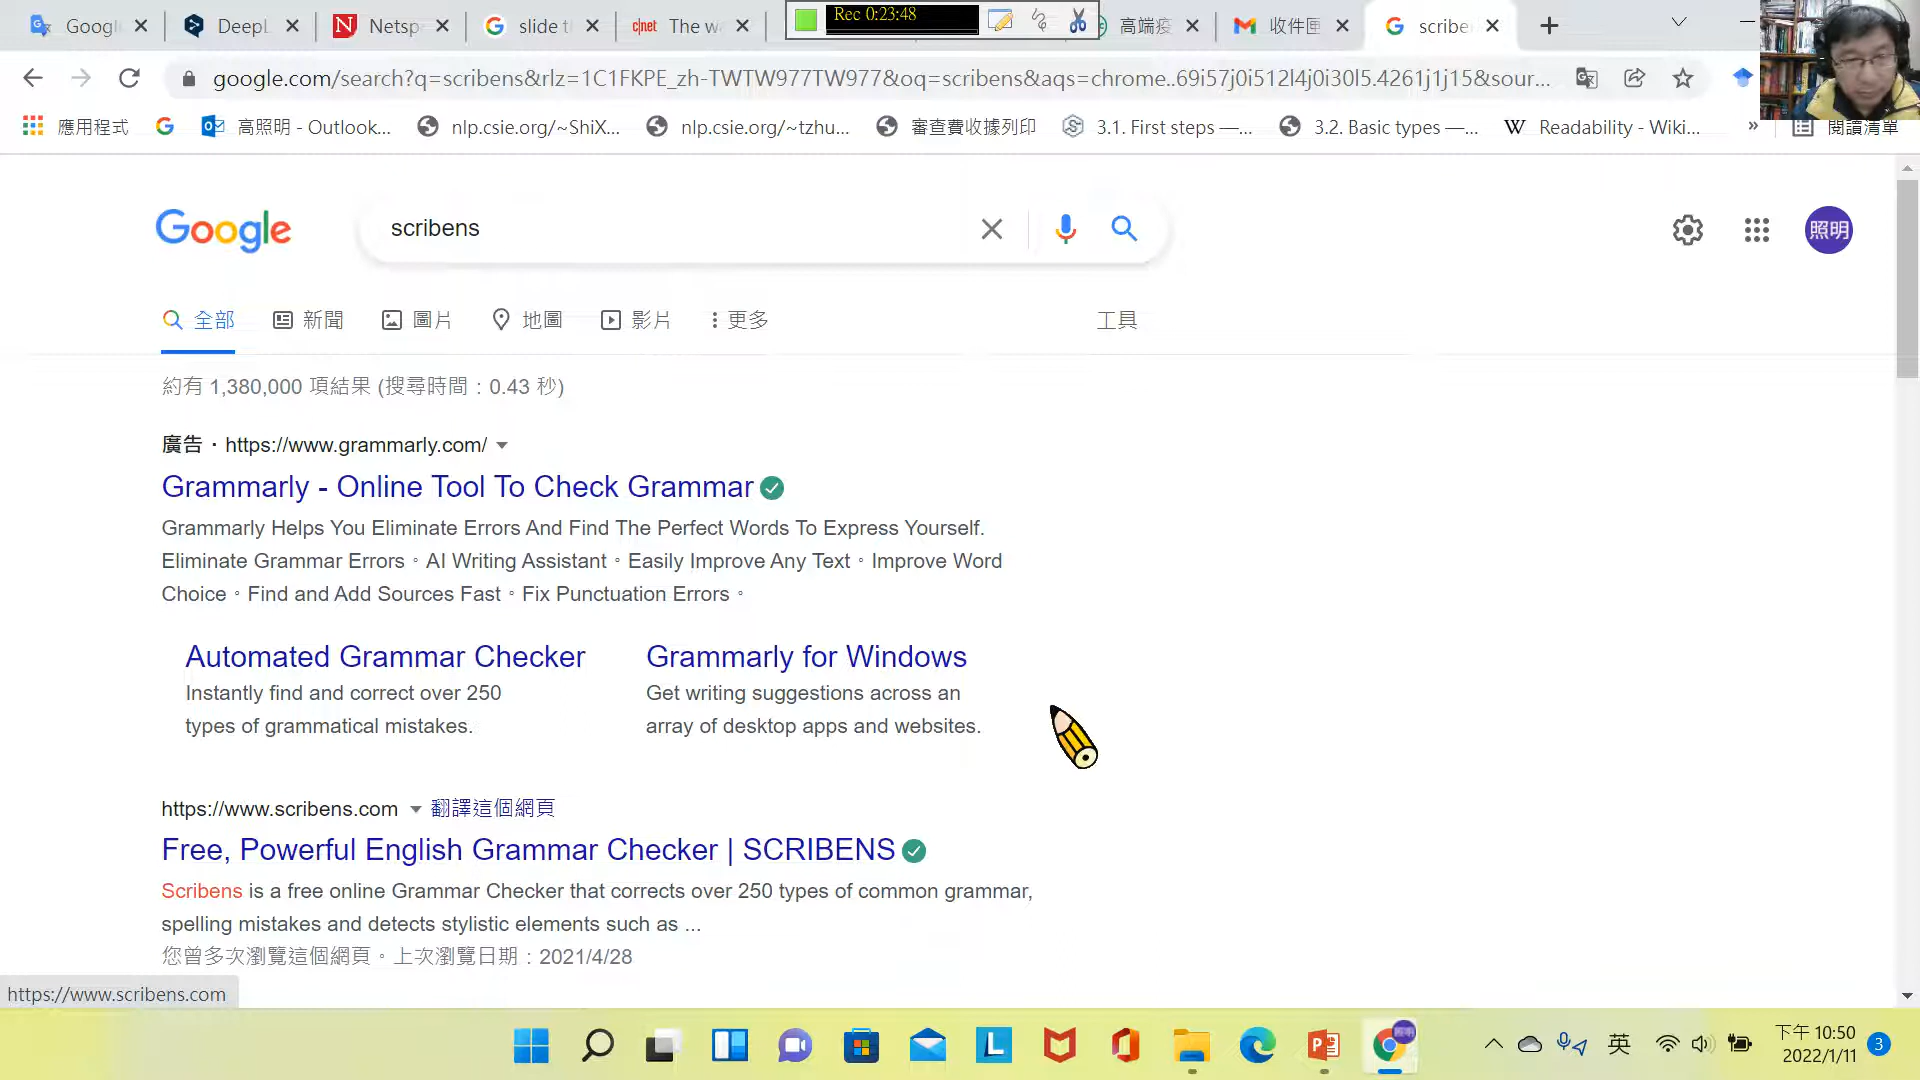 Googl
DeepL
Netsp
slide t
c|net The w
Rec 0:23:48
高端疫
收件匣
scribe
google.com/search?q=scribens&rlz=1C1FKPE_zh-TWTW977TW977&oq=scribens&aqs=chrome..69i57j0i512l4j0i30l5.4261j1j15&sour...
應用程式
高照明 - Outlook...
nlp.csie.org/~ShiX...
nlp.csie.org/~tzhu...
審查費收據列印
3.1. First steps —...
3.2. Basic types —...
W Readability - Wiki...
»
閱讀清單
Google
scribens
照明
全部
新聞
圖片
地圖
影片
更多
工具
約有 1,380,000 項結果 (搜尋時間：0.43 秒)
廣告 · https://www.grammarly.com/
Grammarly - Online Tool To Check Grammar
Grammarly Helps You Eliminate Errors And Find The Perfect Words To Express Yourself.
Eliminate Grammar Errors。AI Writing Assistant。Easily Improve Any Text。Improve Word
Choice。Find and Add Sources Fast。Fix Punctuation Errors。
Automated Grammar Checker
Instantly find and correct over 250
types of grammatical mistakes.
Grammarly for Windows
Get writing suggestions across an
array of desktop apps and websites.
https://www.scribens.com 翻譯這個網頁
Free, Powerful English Grammar Checker | SCRIBENS
Scribens is a free online Grammar Checker that corrects over 250 types of common grammar,
spelling mistakes and detects stylistic elements such as ...
您曾多次瀏覽這個網頁。上次瀏覽日期：2021/4/28
https://www.scribens.com
英
下午 10:50
2022/1/11
3